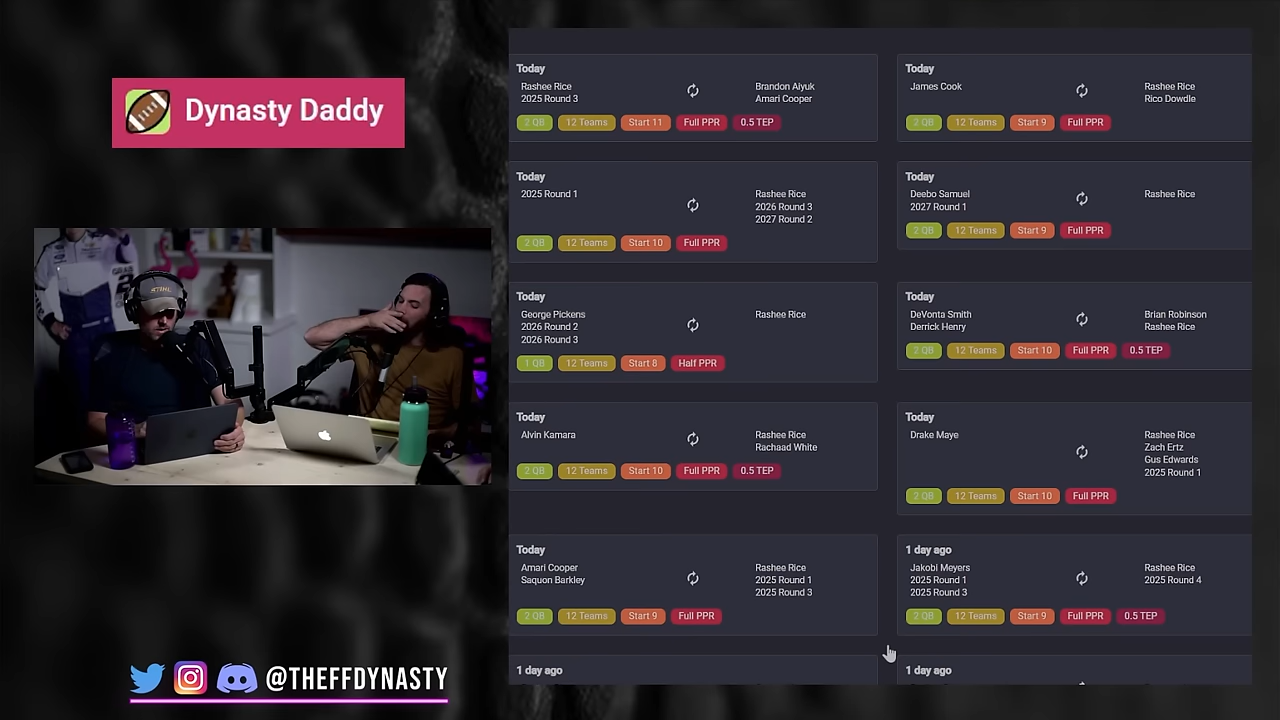 Dynasty Daddy
STIHL
@THEFFDYNASTY
Today
Rashee Rice
2025 Round 3
Brandon Aiyuk
Amari Cooper
2 QB 12 Teams Start 11 Full PPR 0.5 TEP
Today
James Cook
Rashee Rice
Rico Dowdle
2 QB 12 Teams Start 9 Full PPR
Today
2025 Round 1
Rashee Rice
2026 Round 3
2027 Round 2
2 QB 12 Teams Start 10 Full PPR
Today
Deebo Samuel
2027 Round 1
Rashee Rice
2 QB 12 Teams Start 9 Full PPR
Today
George Pickens
2026 Round 2
2026 Round 3
Rashee Rice
1 QB 12 Teams Start 8 Half PPR
Today
DeVonta Smith
Derrick Henry
Brian Robinson
Rashee Rice
2 QB 12 Teams Start 10 Full PPR 0.5 TEP
Today
Alvin Kamara
Rashee Rice
Rachaad White
2 QB 12 Teams Start 10 Full PPR 0.5 TEP
Today
Drake Maye
Rashee Rice
Zach Ertz
Gus Edwards
2025 Round 1
2 QB 12 Teams Start 10 Full PPR
Today
Amari Cooper
Saquon Barkley
Rashee Rice
2025 Round 1
2025 Round 3
2 QB 12 Teams Start 9 Full PPR
1 day ago
Jakobi Meyers
2025 Round 1
2025 Round 3
Rashee Rice
2025 Round 4
2 QB 12 Teams Start 9 Full PPR 0.5 TEP
1 day ago
1 day ago